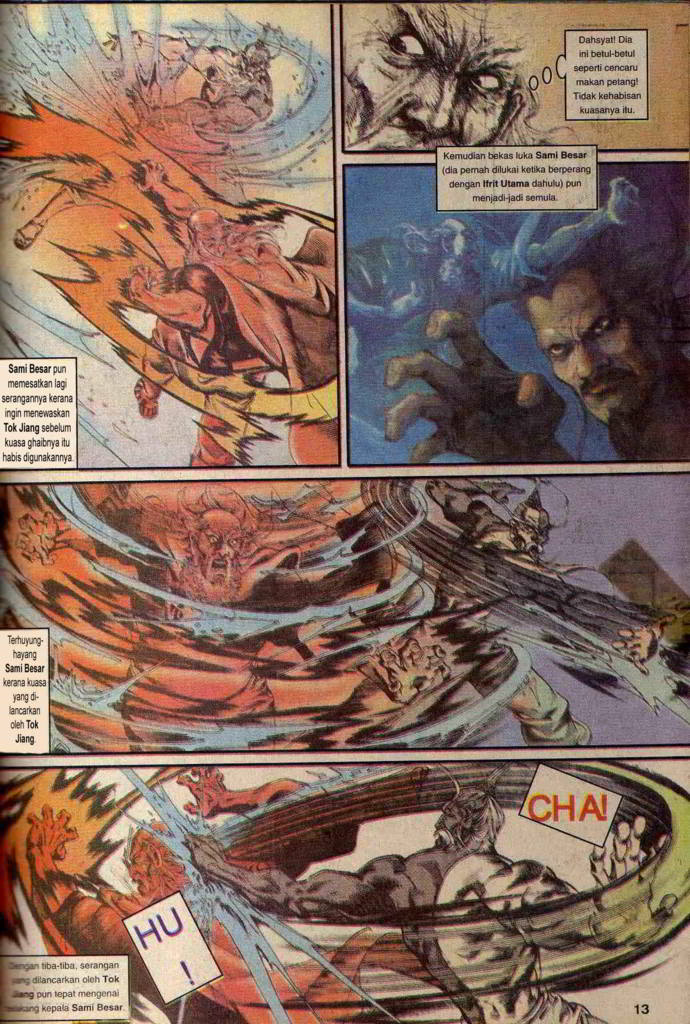 Dahsyat! Dia
ini betul-betul
seperti cencaru
makan petang!
Tidak kehabisan
kuasanya itu.
Kemudian bekas luka Sami Besar
(dia pernah dilukai ketika berperang
dengan Ifrit Utama dahulu) pun
menjadi-jadi semula.
Sami Besar pun
memesatkan lagi
serangannya kerana
ingin menewaskan
Tok Jiang sebelum
kuasa ghaibnya itu
habis digunakannya.
Terhuyung-
hayang
Sami Besar
kerana kuasa
yang di-
lancarkan
oleh Tok
Jiang.
CHA!
HU
!
Dengan tiba-tiba, serangan
yang dilancarkan oleh Tok
Jiang pun tepat mengenai
belakang kepala Sami Besar.
13